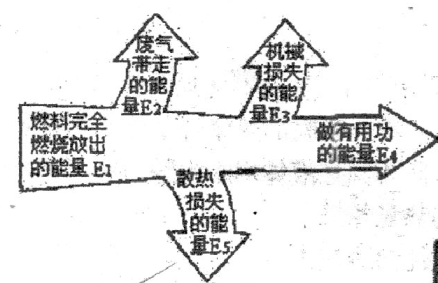 废气
带走
的能
量E₂
机械
损失
的能
量E₃
燃料完全
燃烧放出
的能量 E₁
做有用功
的能量E₄
散热
损失
的能
量E₅